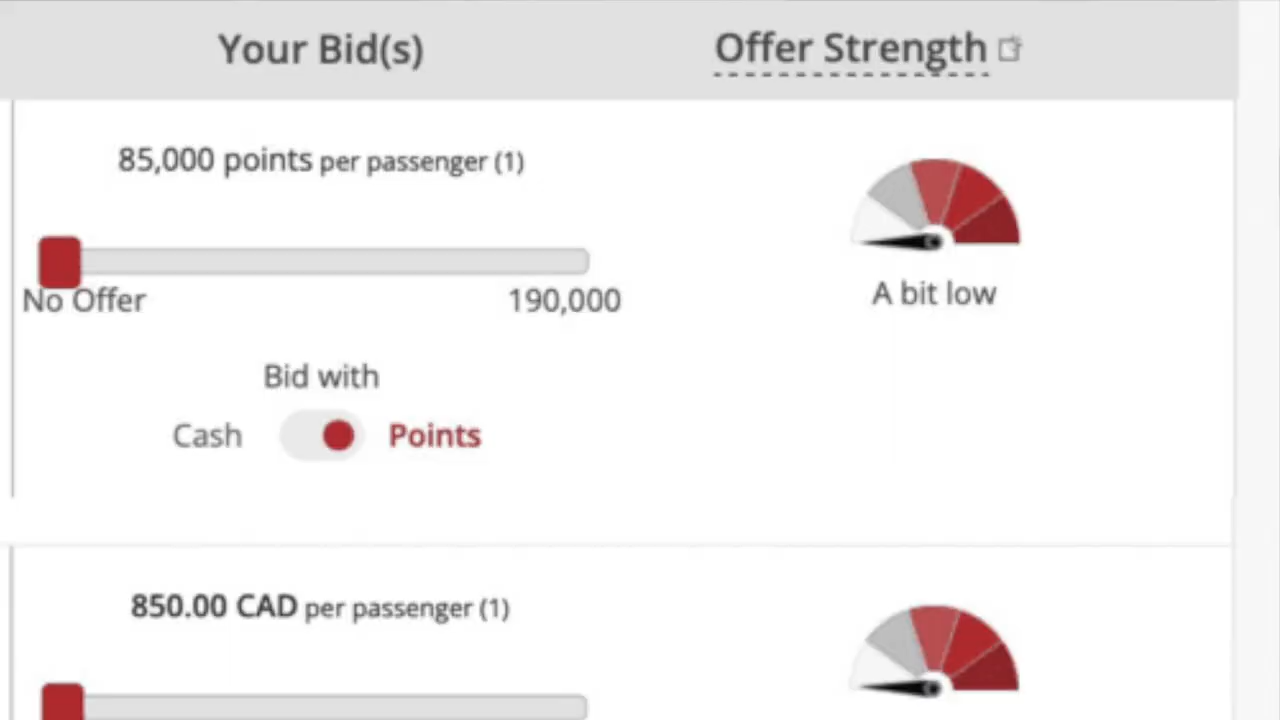 Your Bid(s) Offer Strength
85,000 points per passenger (1)
No Offer 190,000
A bit low
Bid with
Cash Points
850.00 CAD per passenger (1)